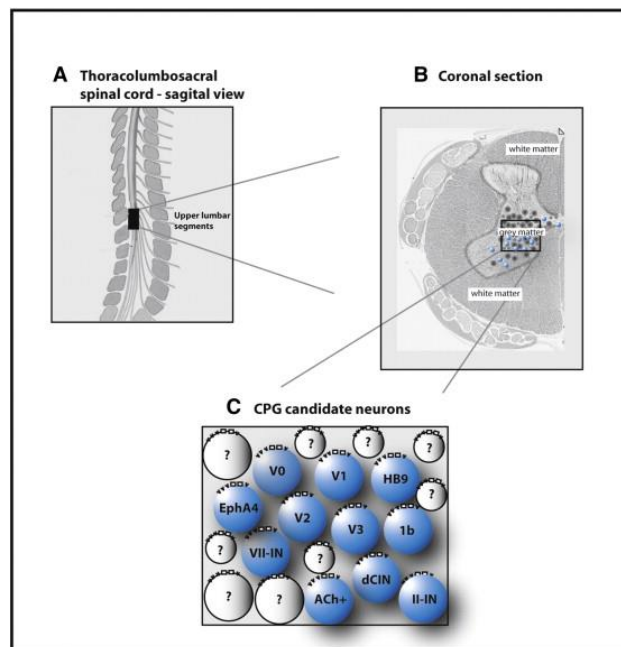 A Thoracolumbosacral
spinal cord - sagital view
Upper lumbar
segments
B Coronal section
white matter
grey matter
white matter
C CPG candidate neurons
? ? ? ?
V0 V1 HB9
?
EphA4 V2 V3 1b
? VII-IN ?
dCIN
? ? ACh+ II-IN